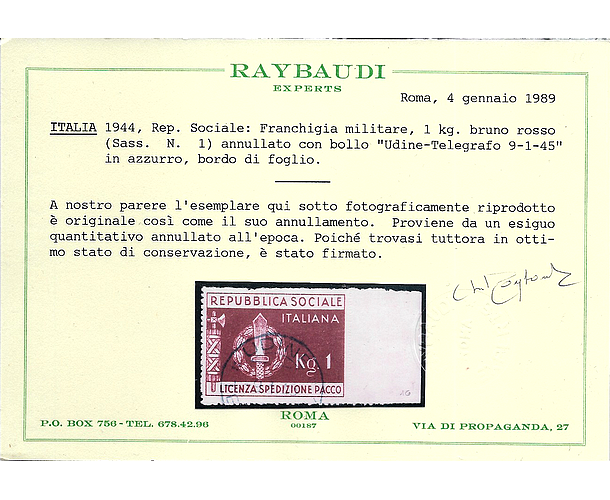 RAYBAUDI
EXPERTS
Roma, 4 gennaio 1989
ITALIA 1944, Rep. Sociale: Franchigia militare, 1 kg. bruno rosso
(Sass. N. 1) annullato con bollo "Udine-Telegrafo 9-1-45"
in azzurro, bordo di foglio.
A nostro parere l'esemplare qui sotto fotograficamente riprodotto
è originale così come il suo annullamento. Proviene da un esiguo
quantitativo annullato all'epoca. Poiché trovasi tuttora in otti-
mo stato di conservazione, è stato firmato.
REPUBBLICA SOCIALE
ITALIANA
Kg. 1
LICENZA SPEDIZIONE PACCO
ROMA
00187
P.O. BOX 756 - TEL. 678.42.96
VIA DI PROPAGANDA, 27